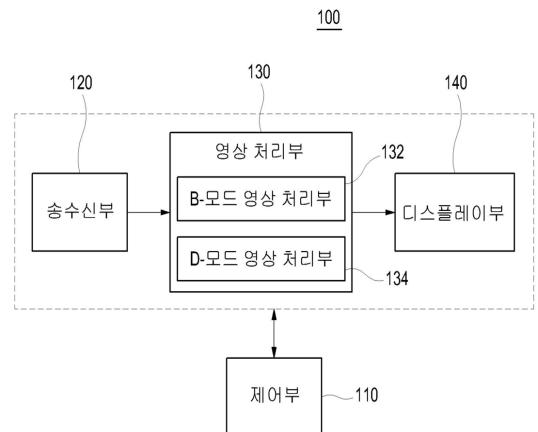 100
120
130
140
영상 처리부
132
송수신부
B-모드 영상 처리부
디스플레이부
D-모드 영상 처리부
134
제어부
110